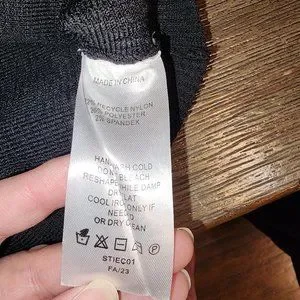 MADE IN CHINA
RECYCLE NYLON
POLYESTER
2% SPANDEX
HAND WASH COLD
DO NOT BLEACH
RESHAPE WHILE DAMP
DRY FLAT
COOL IRON ONLY IF
NEED
OR DRY CLEAN
STIEC01
FA/23